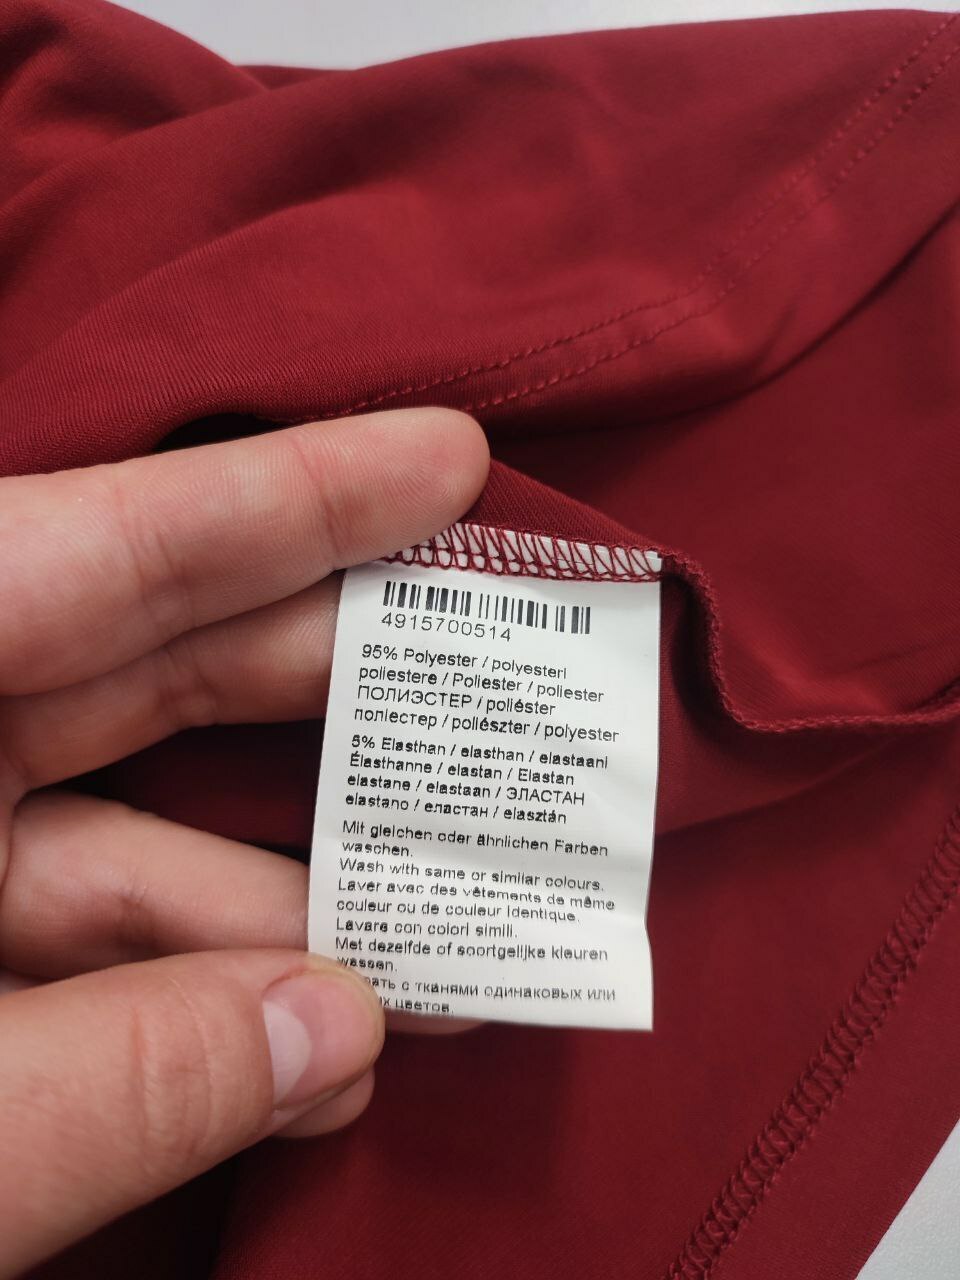 4915700514
95% Polyester / polyesteri
poliestere / Poliester / poliester
ПОЛИЭСТЕР / poliéster
поліестер / poliészter / polyester
5% Elasthan / elasthan / elastaani
Élasthanne / elastan / Elastan
elastane / elastaan / ЭЛАСТАН
elastano / еластан / elasztán
Mit gleichen oder ähnlichen Farben
waschen.
Wash with same or similar colours.
Laver avec des vêtements de même
couleur ou de couleur identique.
Lavare con colori simili.
Met dezelfde of soortgelijke kleuren
wassen.
с тканями одинаковых или
цветов.